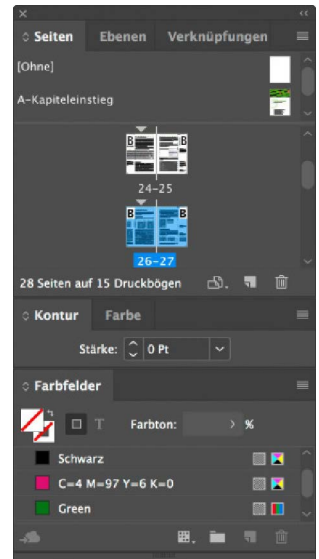 Seiten Ebenen Verknüpfungen
[Ohne]
A-Kapiteleinstieg
B B
24-25
B B
26-27
28 Seiten auf 15 Druckbögen
Kontur Farbe
Stärke: 0 Pt
Farbfelder
T Farbton: %
Schwarz
C=4 M=97 Y=6 K=0
Green